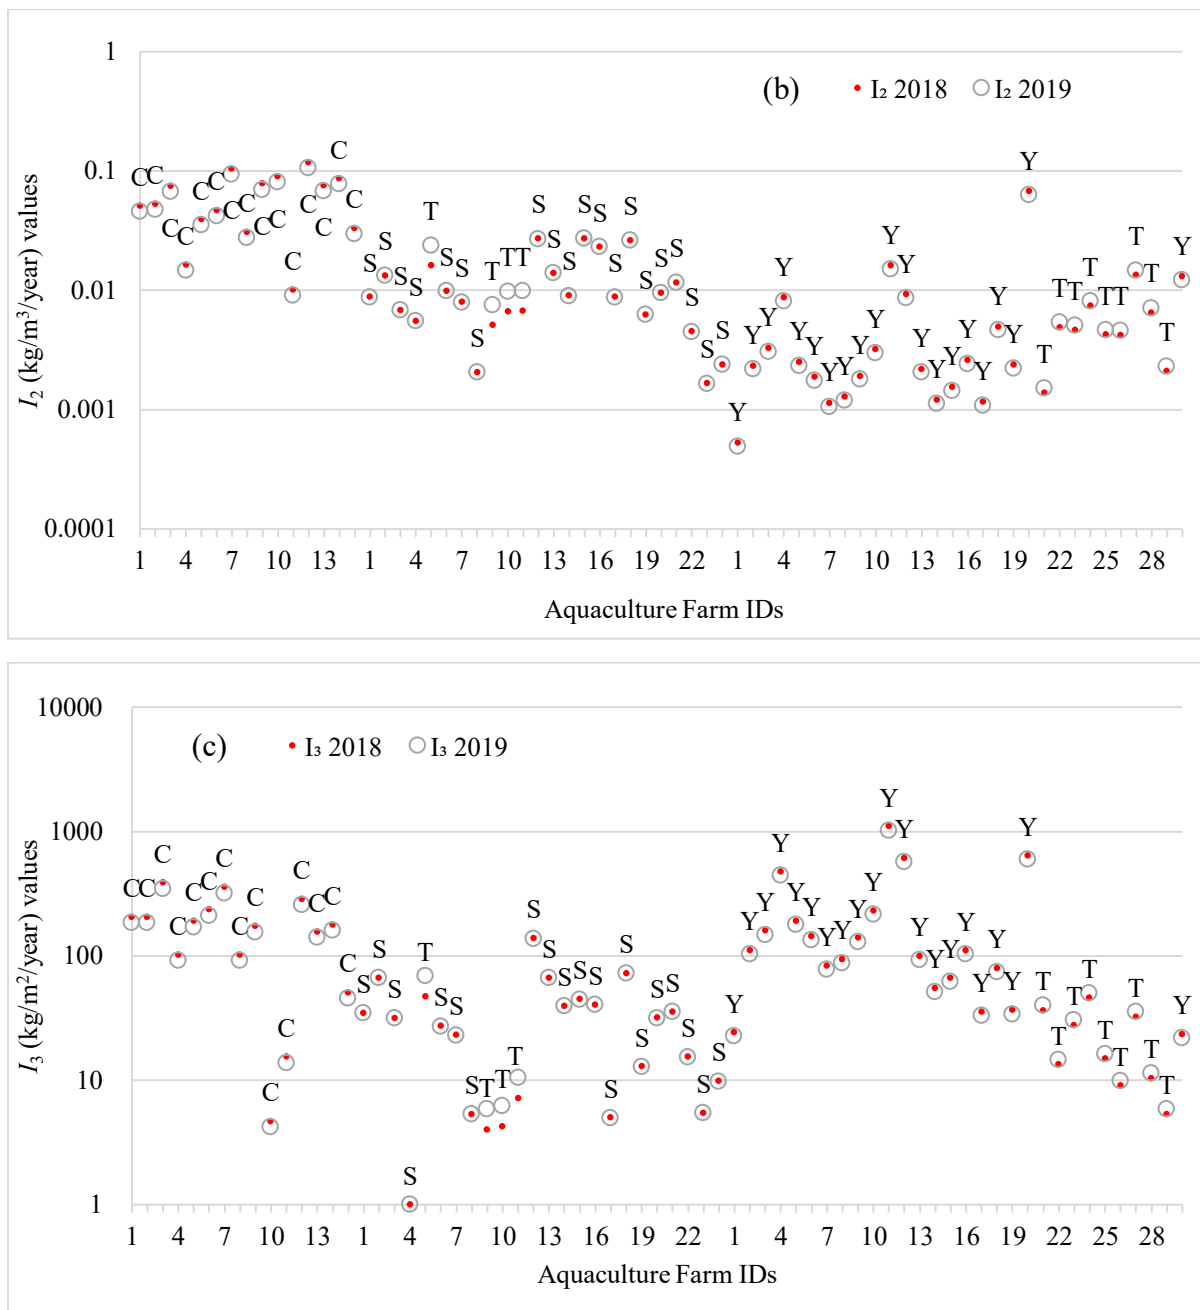 1
(b) I₂ 2018 I₂ 2019
0.1
0.01
0.001
0.0001
I₂ (kg/m³/year) values
C C C C C C C C C C C C C C C S S S S T S S S T T T S S S S S S S S S S S S S Y Y Y Y Y Y Y Y Y Y Y Y Y Y Y Y Y Y Y Y T T T T T T T T T Y
1 4 7 10 13 1 4 7 10 13 16 19 22 1 4 7 10 13 16 19 22 25 28
Aquaculture Farm IDs
10000
(c) I₃ 2018 I₃ 2019
1000
100
10
1
I₃ (kg/m²/year) values
C C C C C C C C C C C C C C C S S S S T S S S T T T S S S S S S S S S S S S S Y Y Y Y Y Y Y Y Y Y Y Y Y Y Y Y Y Y Y Y T T T T T T T T T Y
1 4 7 10 13 1 4 7 10 13 16 19 22 1 4 7 10 13 16 19 22 25 28
Aquaculture Farm IDs